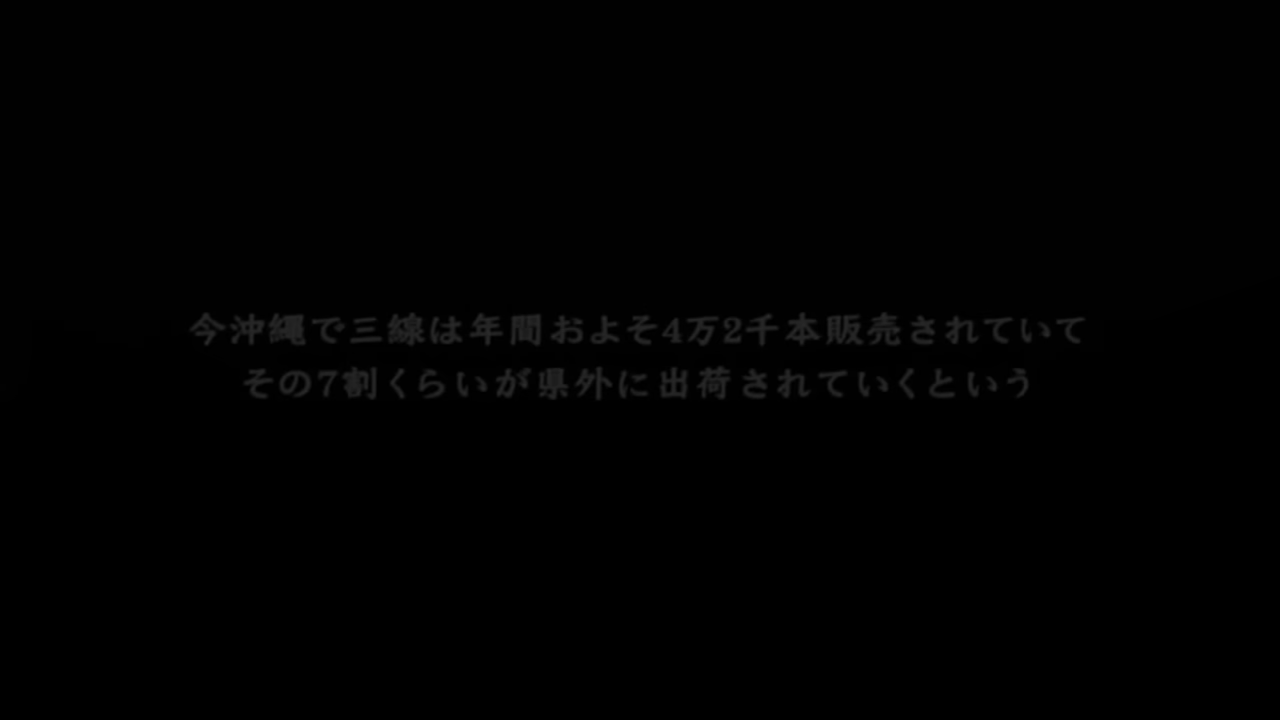 今沖縄で三線は年間およそ4万2千本販売されていて
その7割くらいが県外に出荷されていくという